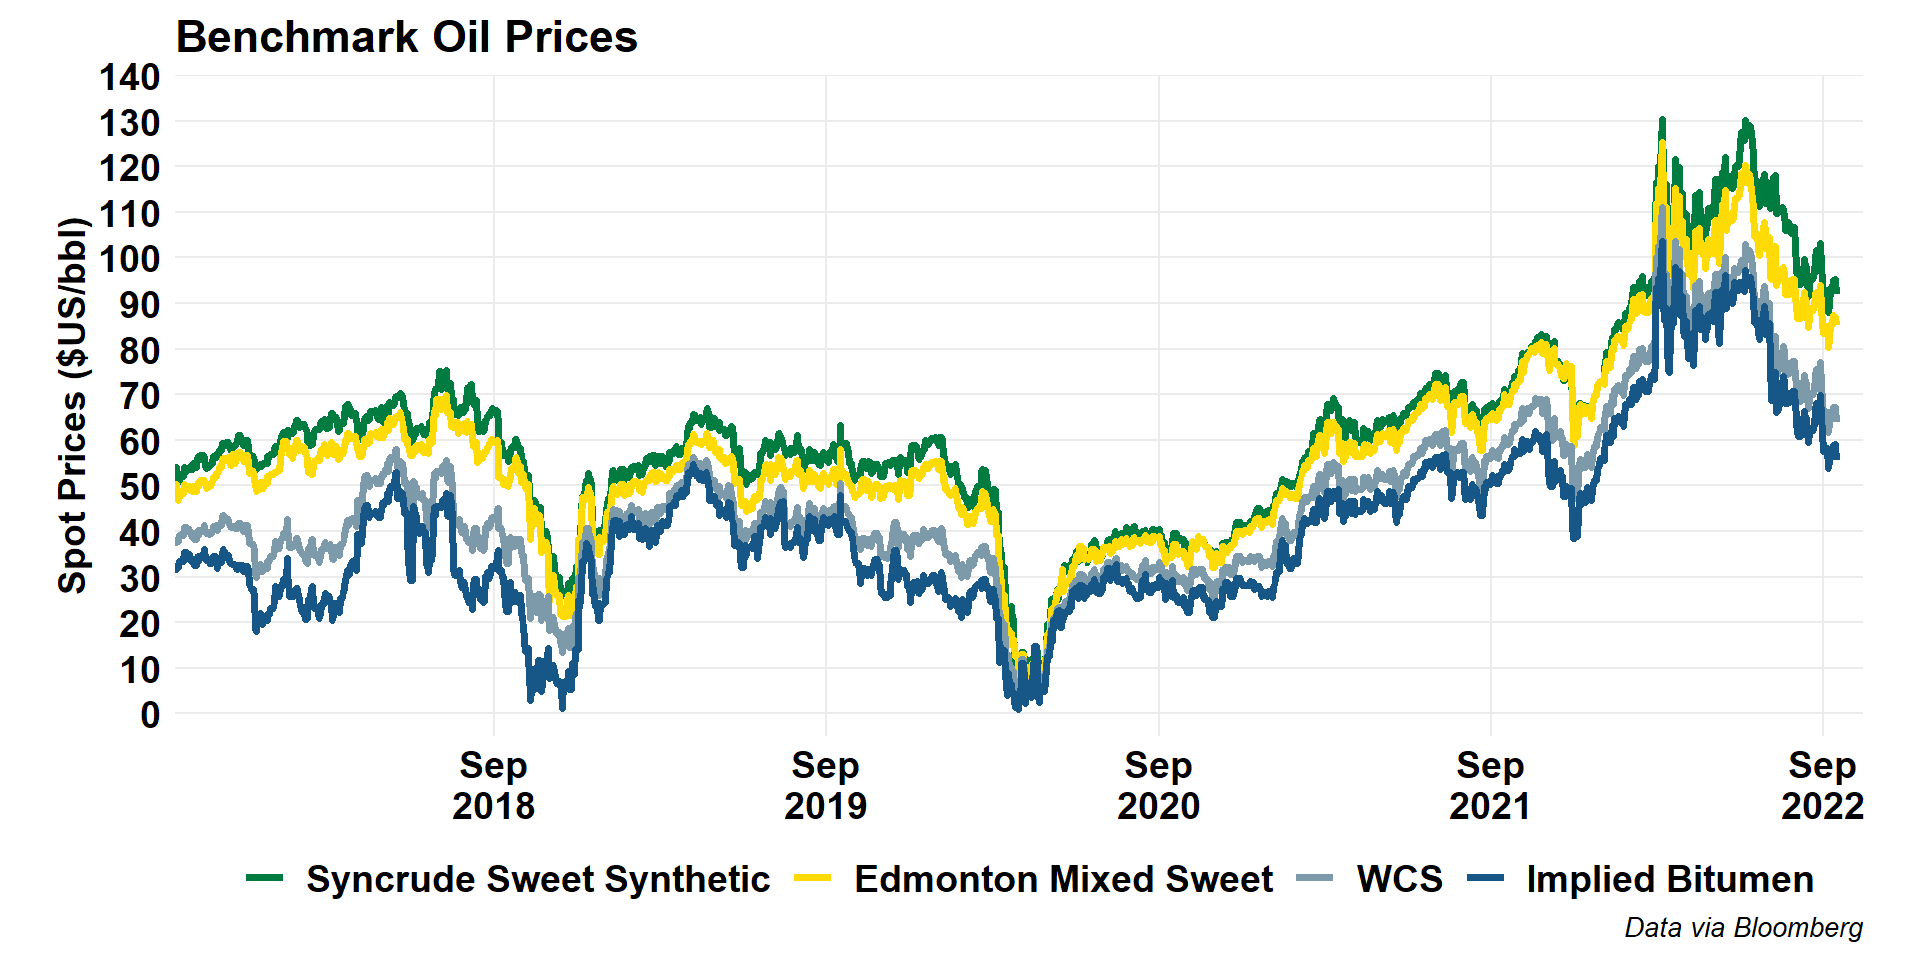 Benchmark Oil Prices
Spot Prices ($US/bbl)
140
130
120
110
100
90
80
70
60
50
40
30
20
10
0
Sep
2018
Sep
2019
Sep
2020
Sep
2021
Sep
2022
Syncrude Sweet Synthetic Edmonton Mixed Sweet WCS Implied Bitumen
Data via Bloomberg